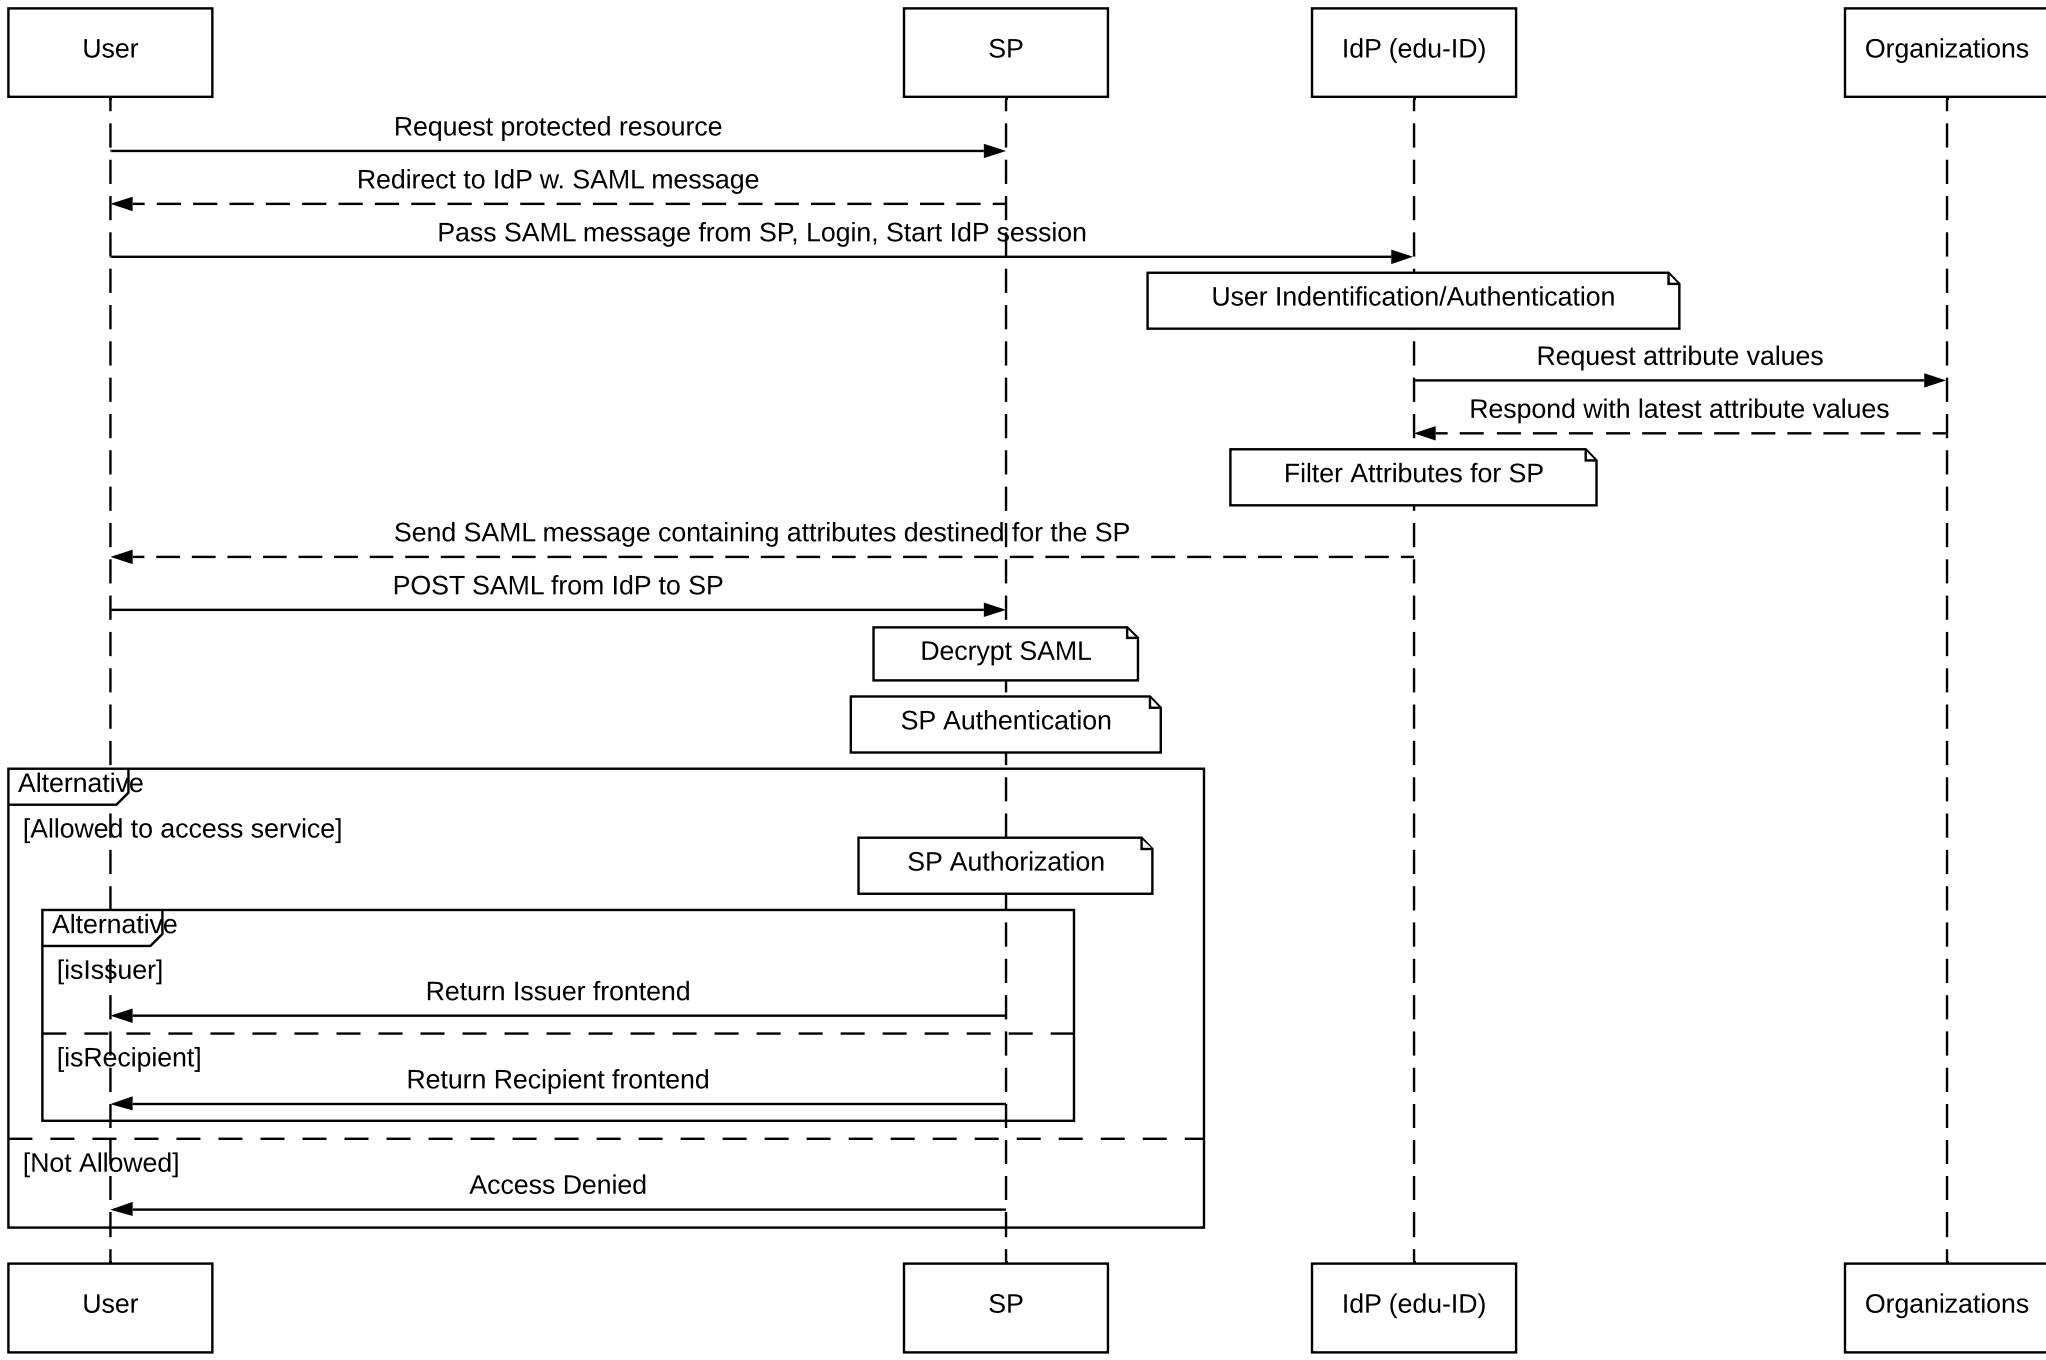 User
SP
IdP (edu-ID)
Organizations
Request protected resource
Redirect to IdP w. SAML message
Pass SAML message from SP, Login, Start IdP session
User Indentification/Authentication
Request attribute values
Respond with latest attribute values
Filter Attributes for SP
Send SAML message containing attributes destined for the SP
POST SAML from IdP to SP
Decrypt SAML
SP Authentication
Alternative
[Allowed to access service]
SP Authorization
Alternative
[isIssuer]
Return Issuer frontend
[isRecipient]
Return Recipient frontend
[Not Allowed]
Access Denied
User
SP
IdP (edu-ID)
Organizations